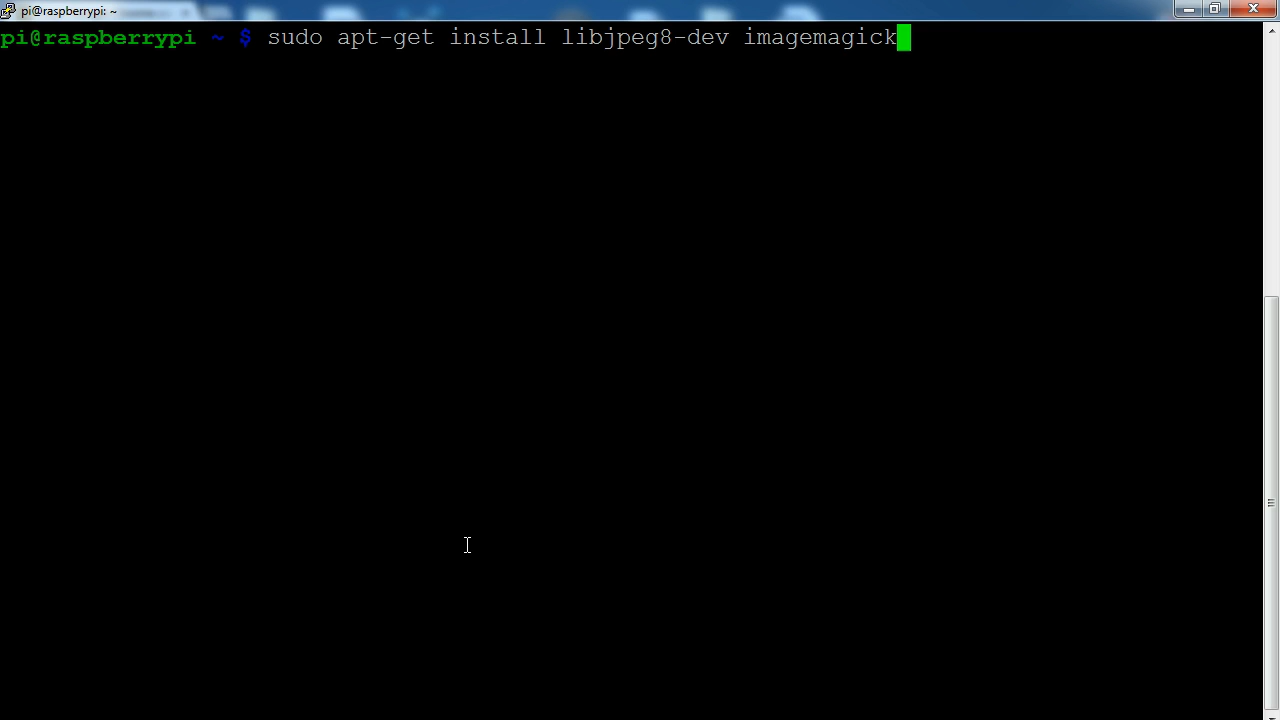 pi@raspberrypi: ~
pi@raspberrypi ~ $ sudo apt-get install libjpeg8-dev imagemagick